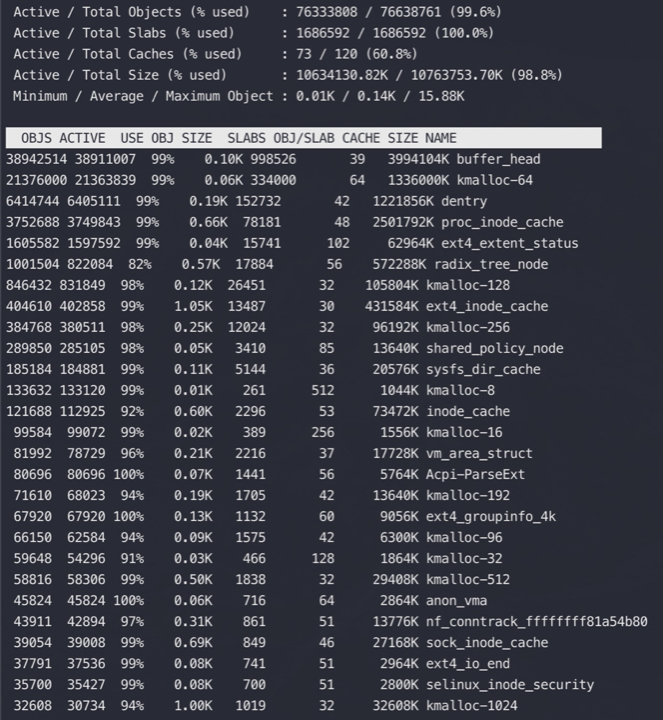 Active / Total Objects (% used) : 76333808 / 76638761 (99.6%)
Active / Total Slabs (% used) : 1686592 / 1686592 (100.0%)
Active / Total Caches (% used) : 73 / 120 (60.8%)
Active / Total Size (% used) : 10634130.82K / 10763753.70K (98.8%)
Minimum / Average / Maximum Object : 0.01K / 0.14K / 15.88K
OBJS ACTIVE USE OBJ SIZE SLABS OBJ/SLAB CACHE SIZE NAME
38942514 38911007 99% 0.10K 998526 39 3994104K buffer_head
21376000 21363839 99% 0.06K 334000 64 1336000K kmalloc-64
6414744 6405111 99% 0.19K 152732 42 1221856K dentry
3752688 3749843 99% 0.66K 78181 48 2501792K proc_inode_cache
1605582 1597592 99% 0.04K 15741 102 62964K ext4_extent_status
1001504 822084 82% 0.57K 17884 56 572288K radix_tree_node
846432 831849 98% 0.12K 26451 32 105804K kmalloc-128
404610 402858 99% 1.05K 13487 30 431584K ext4_inode_cache
384768 380511 98% 0.25K 12024 32 96192K kmalloc-256
289850 285105 98% 0.05K 3410 85 13640K shared_policy_node
185184 184881 99% 0.11K 5144 36 20576K sysfs_dir_cache
133632 133120 99% 0.01K 261 512 1044K kmalloc-8
121688 112925 92% 0.60K 2296 53 73472K inode_cache
99584 99072 99% 0.02K 389 256 1556K kmalloc-16
81992 78729 96% 0.21K 2216 37 17728K vm_area_struct
80696 80696 100% 0.07K 1441 56 5764K Acpi-ParseExt
71610 68023 94% 0.19K 1705 42 13640K kmalloc-192
67920 67920 100% 0.13K 1132 60 9056K ext4_groupinfo_4k
66150 62584 94% 0.09K 1575 42 6300K kmalloc-96
59648 54296 91% 0.03K 466 128 1864K kmalloc-32
58816 58306 99% 0.50K 1838 32 29408K kmalloc-512
45824 45824 100% 0.06K 716 64 2864K anon_vma
43911 42894 97% 0.31K 861 51 13776K nf_conntrack_ffffffff81a54b80
39054 39008 99% 0.69K 849 46 27168K sock_inode_cache
37791 37536 99% 0.08K 741 51 2964K ext4_io_end
35700 35427 99% 0.08K 700 51 2800K selinux_inode_security
32608 30734 94% 1.00K 1019 32 32608K kmalloc-1024